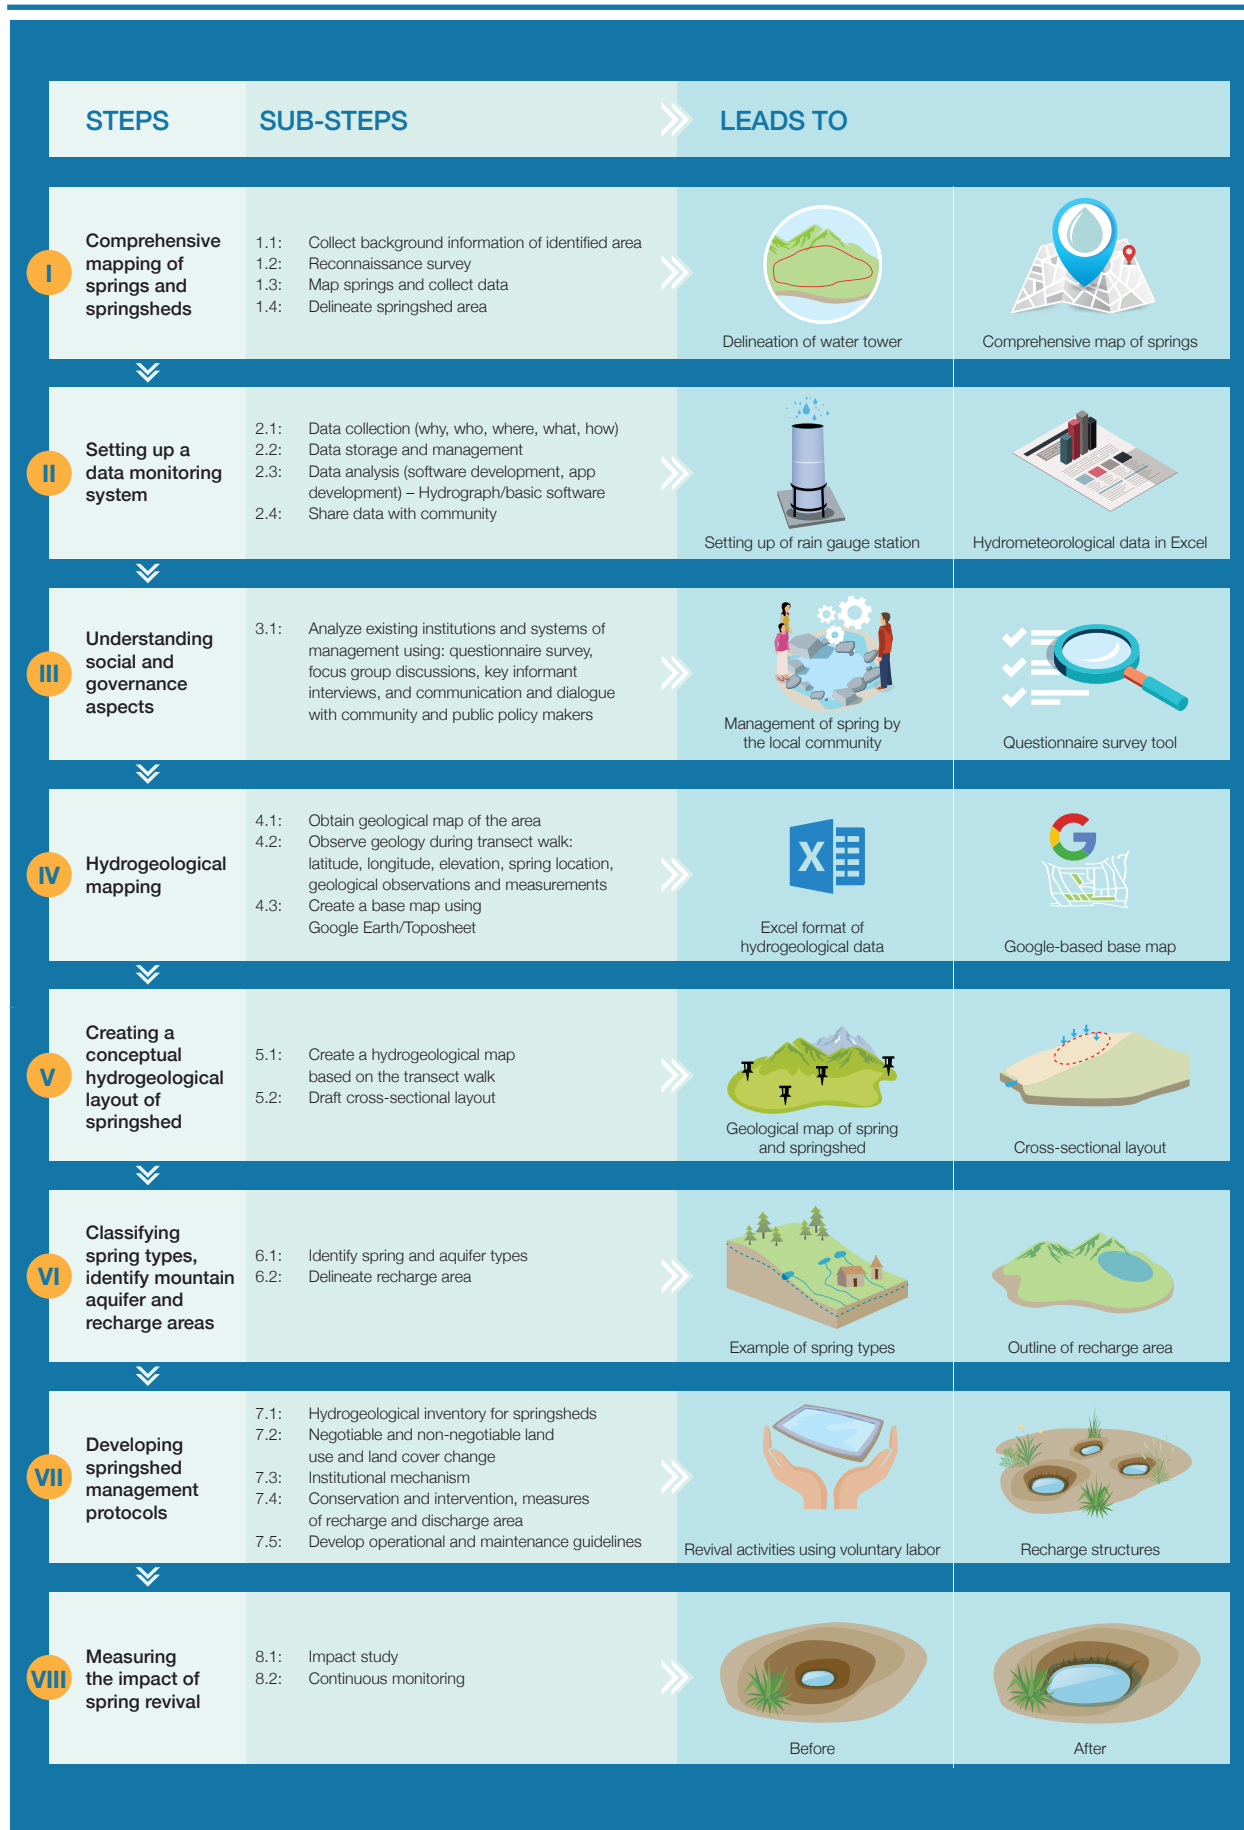 STEPS
SUB-STEPS
LEADS TO
I
Comprehensive
mapping of
springs and
springsheds
1.1: Collect background information of identified area
1.2: Reconnaissance survey
1.3: Map springs and collect data
1.4: Delineate springshed area
Delineation of water tower
Comprehensive map of springs
II
Setting up a
data monitoring
system
2.1: Data collection (why, who, where, what, how)
2.2: Data storage and management
2.3: Data analysis (software development, app
development) – Hydrograph/basic software
2.4: Share data with community
Setting up of rain gauge station
Hydrometeorological data in Excel
III
Understanding
social and
governance
aspects
3.1: Analyze existing institutions and systems of
management using: questionnaire survey,
focus group discussions, key informant
interviews, and communication and dialogue
with community and public policy makers
Management of spring by
the local community
Questionnaire survey tool
IV
Hydrogeological
mapping
4.1: Obtain geological map of the area
4.2: Observe geology during transect walk:
latitude, longitude, elevation, spring location,
geological observations and measurements
4.3: Create a base map using
Google Earth/Toposheet
X
Excel format of
hydrogeological data
G
Google-based base map
V
Creating a
conceptual
hydrogeological
layout of
springshed
5.1: Create a hydrogeological map
based on the transect walk
5.2: Draft cross-sectional layout
Geological map of spring
and springshed
Cross-sectional layout
VI
Classifying
spring types,
identify mountain
aquifer and
recharge areas
6.1: Identify spring and aquifer types
6.2: Delineate recharge area
Example of spring types
Outline of recharge area
VII
Developing
springshed
management
protocols
7.1: Hydrogeological inventory for springsheds
7.2: Negotiable and non-negotiable land
use and land cover change
7.3: Institutional mechanism
7.4: Conservation and intervention, measures
of recharge and discharge area
7.5: Develop operational and maintenance guidelines
Revival activities using voluntary labor
Recharge structures
VIII
Measuring
the impact of
spring revival
8.1: Impact study
8.2: Continuous monitoring
Before
After